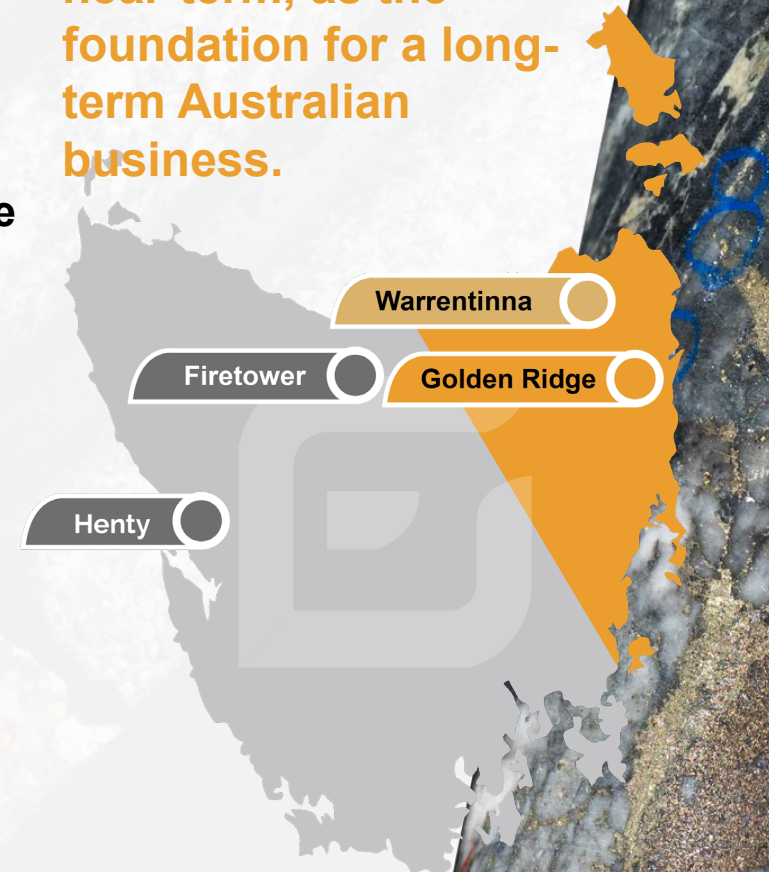 foundation for a long-
term Australian
business.
e
Warrentinna
Firetower
Golden Ridge
Henty